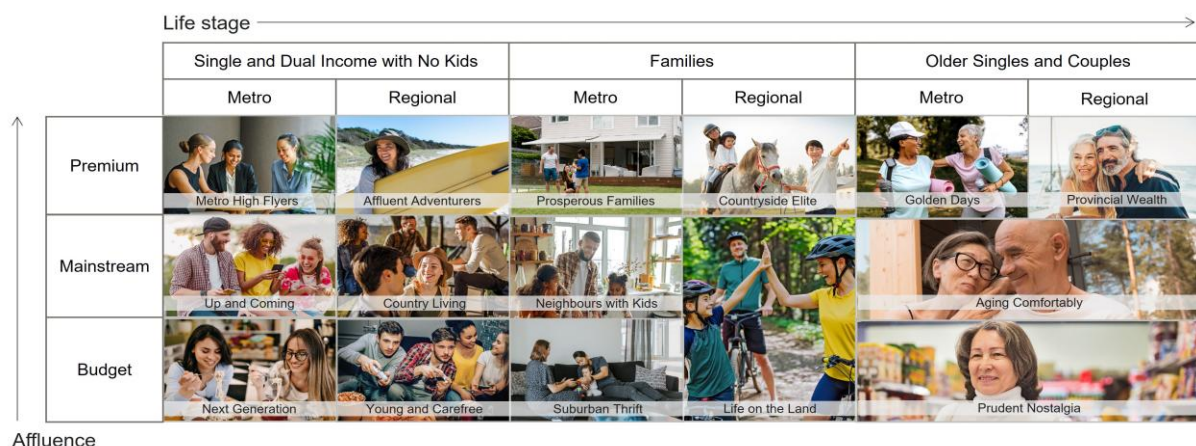 Life stage
Single and Dual Income with No Kids
Families
Older Singles and Couples
Metro
Regional
Metro
Regional
Metro
Regional
Premium
Metro High Flyers
Affluent Adventurers
Prosperous Families
Countryside Elite
Golden Days
Provincial Wealth
Mainstream
Up and Coming
Country Living
Neighbours with Kids
Aging Comfortably
Budget
Next Generation
Young and Carefree
Suburban Thrift
Life on the Land
Prudent Nostalgia
Affluence